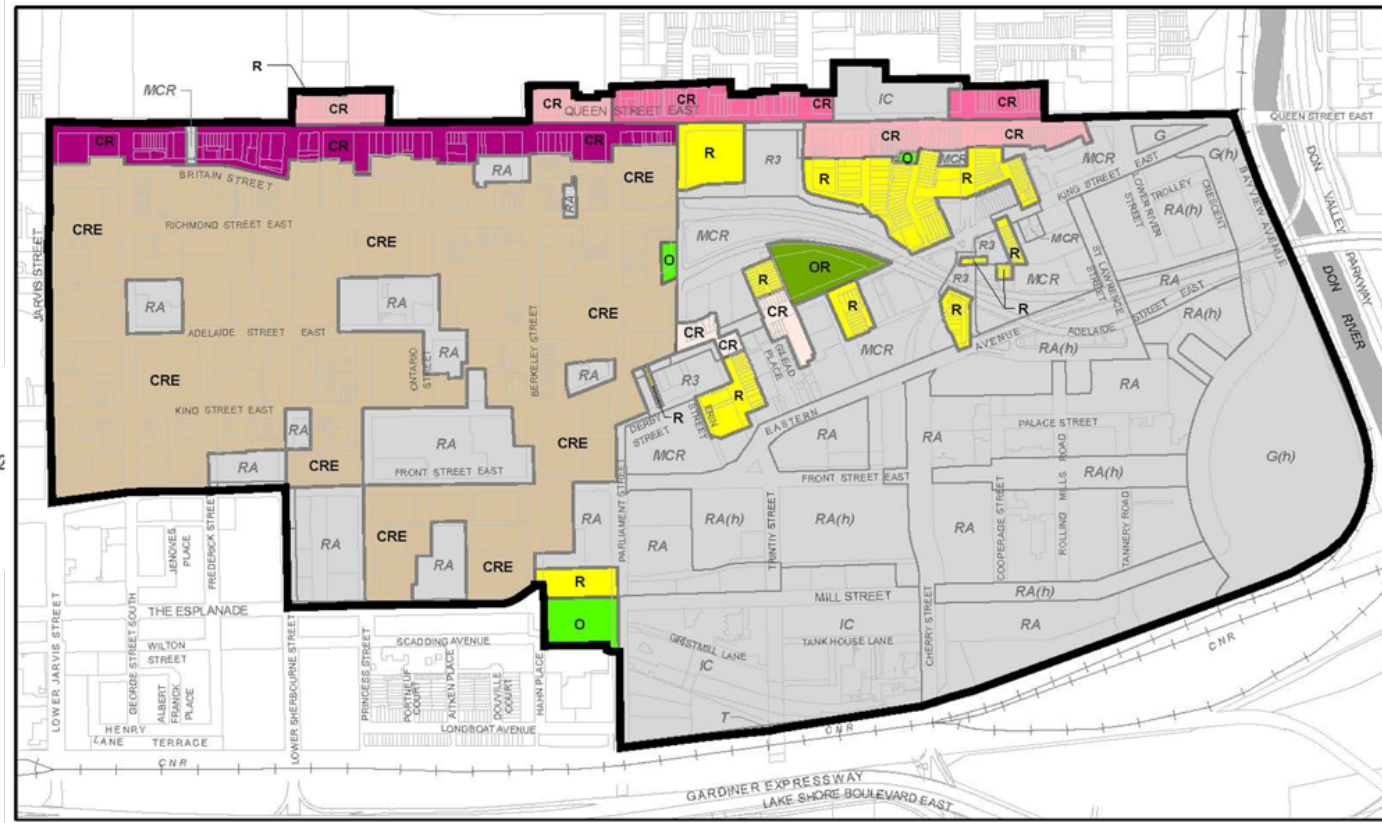 R
MCR
CR
CR
CR
CR
IC
CR
QUEEN STREET EAST
QUEEN STREET EAST
CR
CR
CR
CR
CR
G
G(h)
BRITAIN STREET
RA
CRE
R
R3
R
O
MCR
R
MCR
KING STREET EAST
RA
RICHMOND STREET EAST
CRE
CRE
MCR
O
OR
R
R3
R3
R
MCR
MCR
R
ST. LAWRENCE STREET
LOWER RIVER STREET
TROLLEY CRESCENT
RA(h)
BAYVIEW AVENUE
DON VALLEY PARKWAY
DON RIVER
JARVIS STREET
RA
RA
ADELAIDE STREET EAST
CRE
R
CR
R
R
RA
ADELAIDE STREET EAST
RA(h)
RA(h)
CR
CR
GILEAD PLACE
MCR
EASTERN AVENUE
ONTARIO STREET
RA
BERKELEY STREET
RA
R3
R
R
DERBY STREET
ERIN STREET
RA
CRE
KING STREET EAST
RA
CRE
MCR
RA
RA
PALACE STREET
RA
CRE
RA
FRONT STREET EAST
FRONT STREET EAST
RA(h)
G(h)
RA
CRE
RA
CRE
RA
PARLIAMENT STREET
RA
RA(h)
TRINITIY STREET
RA(h)
RA
COOPERAGE STREET
ROLLING MILLS ROAD
TANNERY ROAD
R
MILL STREET
RA(h)
O
IC
RA
GRISTMILL LANE
IC
TANK HOUSE LANE
CHERRY STREET
T
JENOVES PLACE
FREDERICK STREET
THE ESPLANADE
LOWER JARVIS STREET
GEORGE STREET SOUTH
WILTON STREET
ALBERT FRANCK PLACE
HENRY LANE TERRACE
LOWER SHERBOURNE STREET
PRINCESS STREET
SCADDING AVENUE
PORTNEUF COURT
AITKEN PLACE
DOUVILLE COURT
HAHN PLACE
LONGBOAT AVENUE
CNR
CNR
CNR
GARDINER EXPRESSWAY
LAKE SHORE BOULEVARD EAST